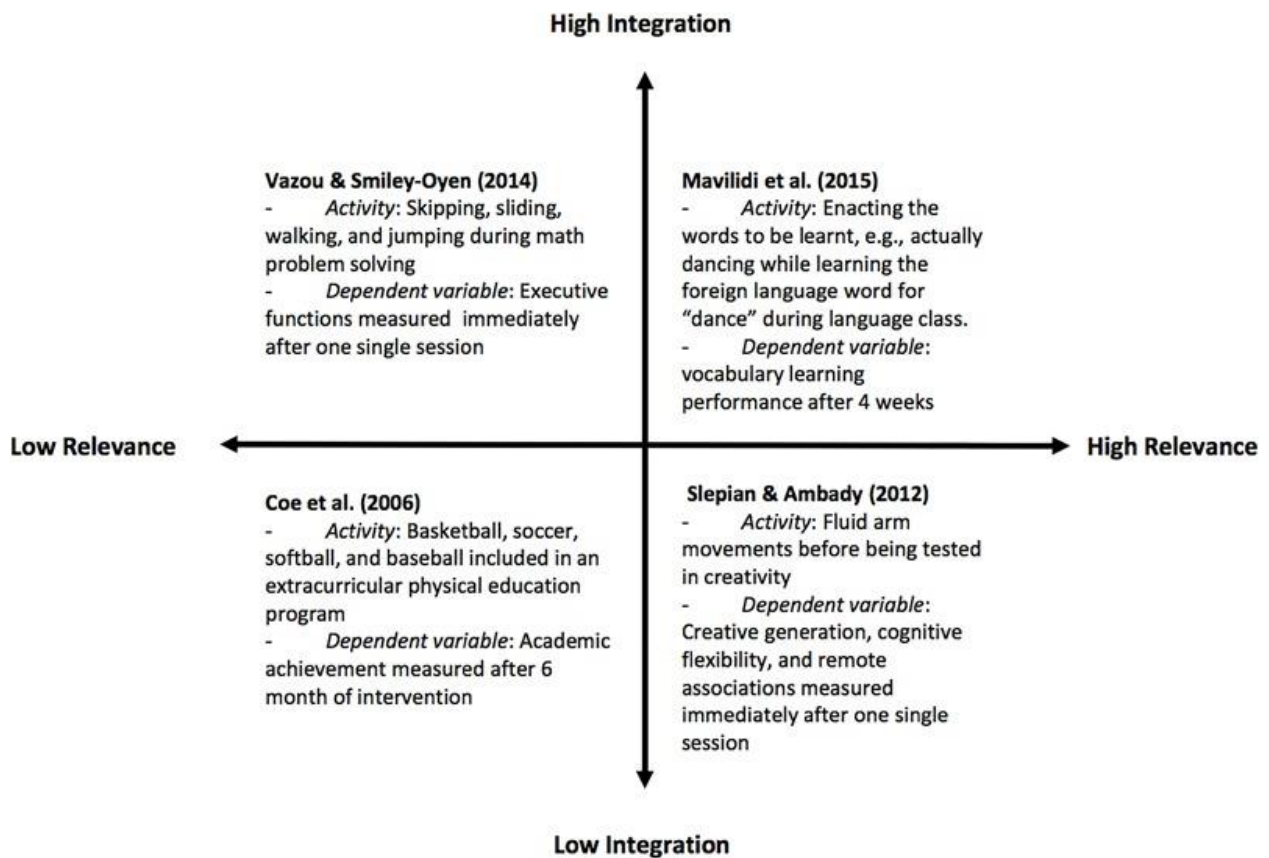 High Integration
Vazou & Smiley-Oyen (2014)
- Activity: Skipping, sliding,
walking, and jumping during math
problem solving
- Dependent variable: Executive
functions measured immediately
after one single session
Mavilidi et al. (2015)
- Activity: Enacting the
words to be learnt, e.g., actually
dancing while learning the
foreign language word for
“dance” during language class.
- Dependent variable:
vocabulary learning
performance after 4 weeks
Low Relevance
High Relevance
Coe et al. (2006)
- Activity: Basketball, soccer,
softball, and baseball included in an
extracurricular physical education
program
- Dependent variable: Academic
achievement measured after 6
month of intervention
Slepian & Ambady (2012)
- Activity: Fluid arm
movements before being tested
in creativity
- Dependent variable:
Creative generation, cognitive
flexibility, and remote
associations measured
immediately after one single
session
Low Integration